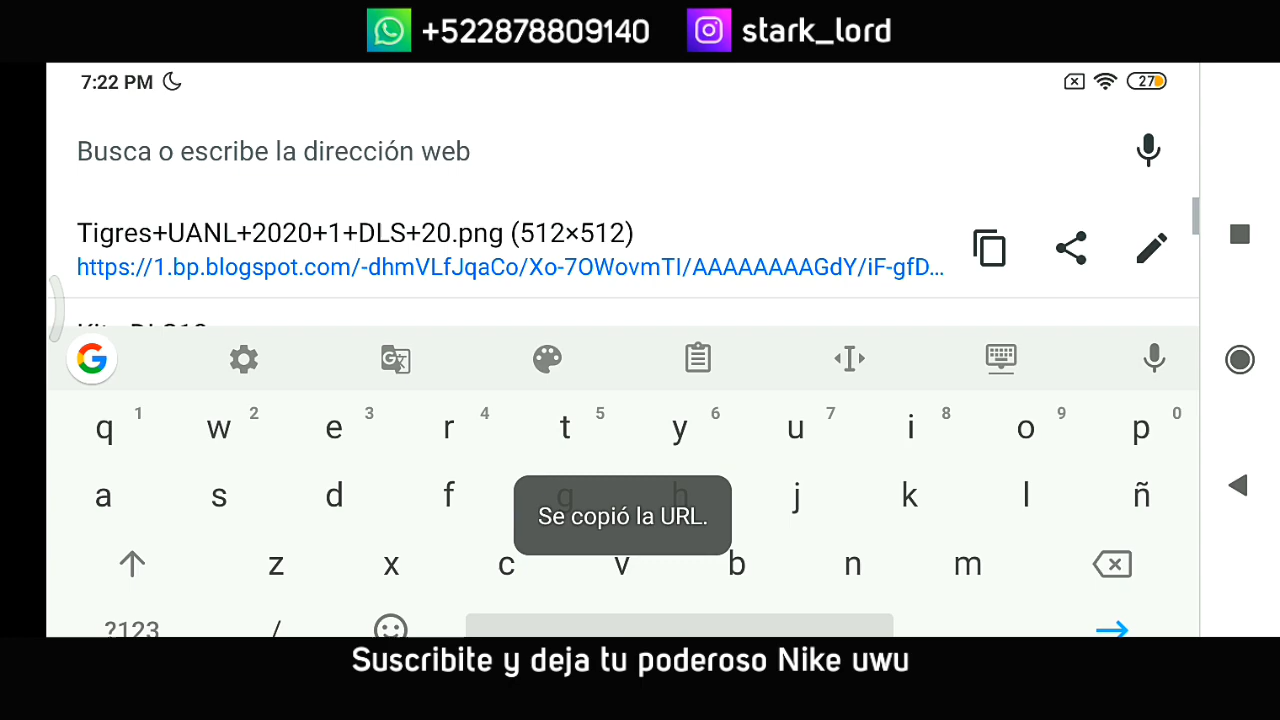 +522878809140 stark_lord
7:22 PM 27
Busca o escribe la dirección web
Tigres+UANL+2020+1+DLS+20.png (512×512)
https://1.bp.blogspot.com/-dhmVLfJqaCo/Xo-7OWovmTI/AAAAAAAAGdY/iF-gfD...
G
q 1 w 2 e 3 r 4 t 5 y 6 u 7 i 8 o 9 p 0
a s d f g h j k l ñ
Se copió la URL.
z x c v b n m
?123 /
Suscribite y deja tu poderoso Nike uwu